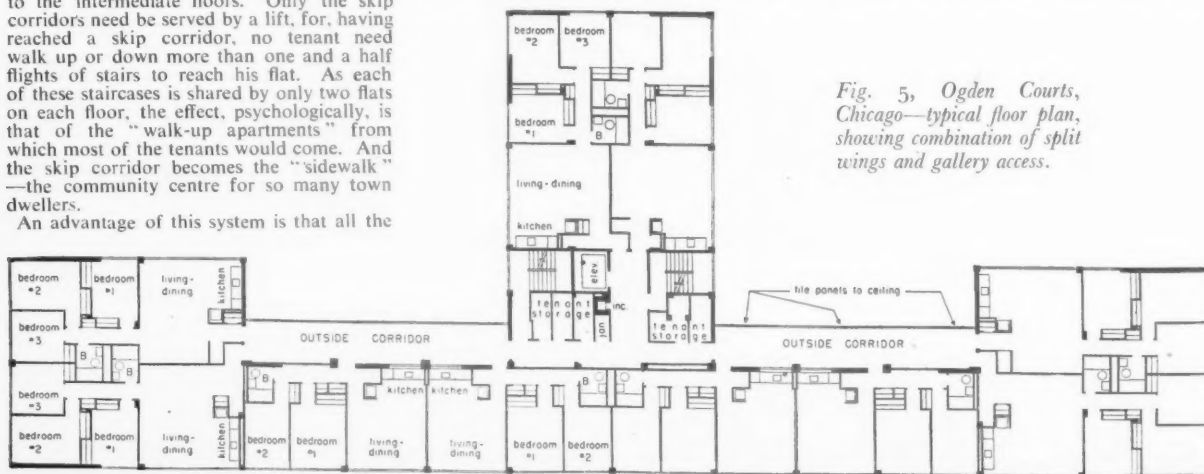 to the intermediate floors. Only the skip
corridors need be served by a lift, for, having
reached a skip corridor, no tenant need
walk up or down more than one and a half
flights of stairs to reach his flat. As each
of these staircases is shared by only two flats
on each floor, the effect, psychologically, is
that of the "walk-up apartments" from
which most of the tenants would come. And
the skip corridor becomes the "sidewalk"
—the community centre for so many town
dwellers.
An advantage of this system is that all the
Fig. 5, Ogden Courts,
Chicago—typical floor plan,
showing combination of split
wings and gallery access.
bedroom
#2
bedroom
#3
bedroom
#1
B
living-dining
kitchen
elev.
tenant
storage
inc.
jan
tenant
storage
tile panels to ceiling
bedroom
#2
bedroom
#1
living-
dining
kitchen
bedroom
#3
B
B
OUTSIDE CORRIDOR
OUTSIDE CORRIDOR
bedroom
#3
bedroom
#2
bedroom
#1
living-
dining
kitchen
B
bedroom
#2
bedroom
#1
kitchen
kitchen
living-
dining
living-
dining
B
bedroom
#1
bedroom
#2